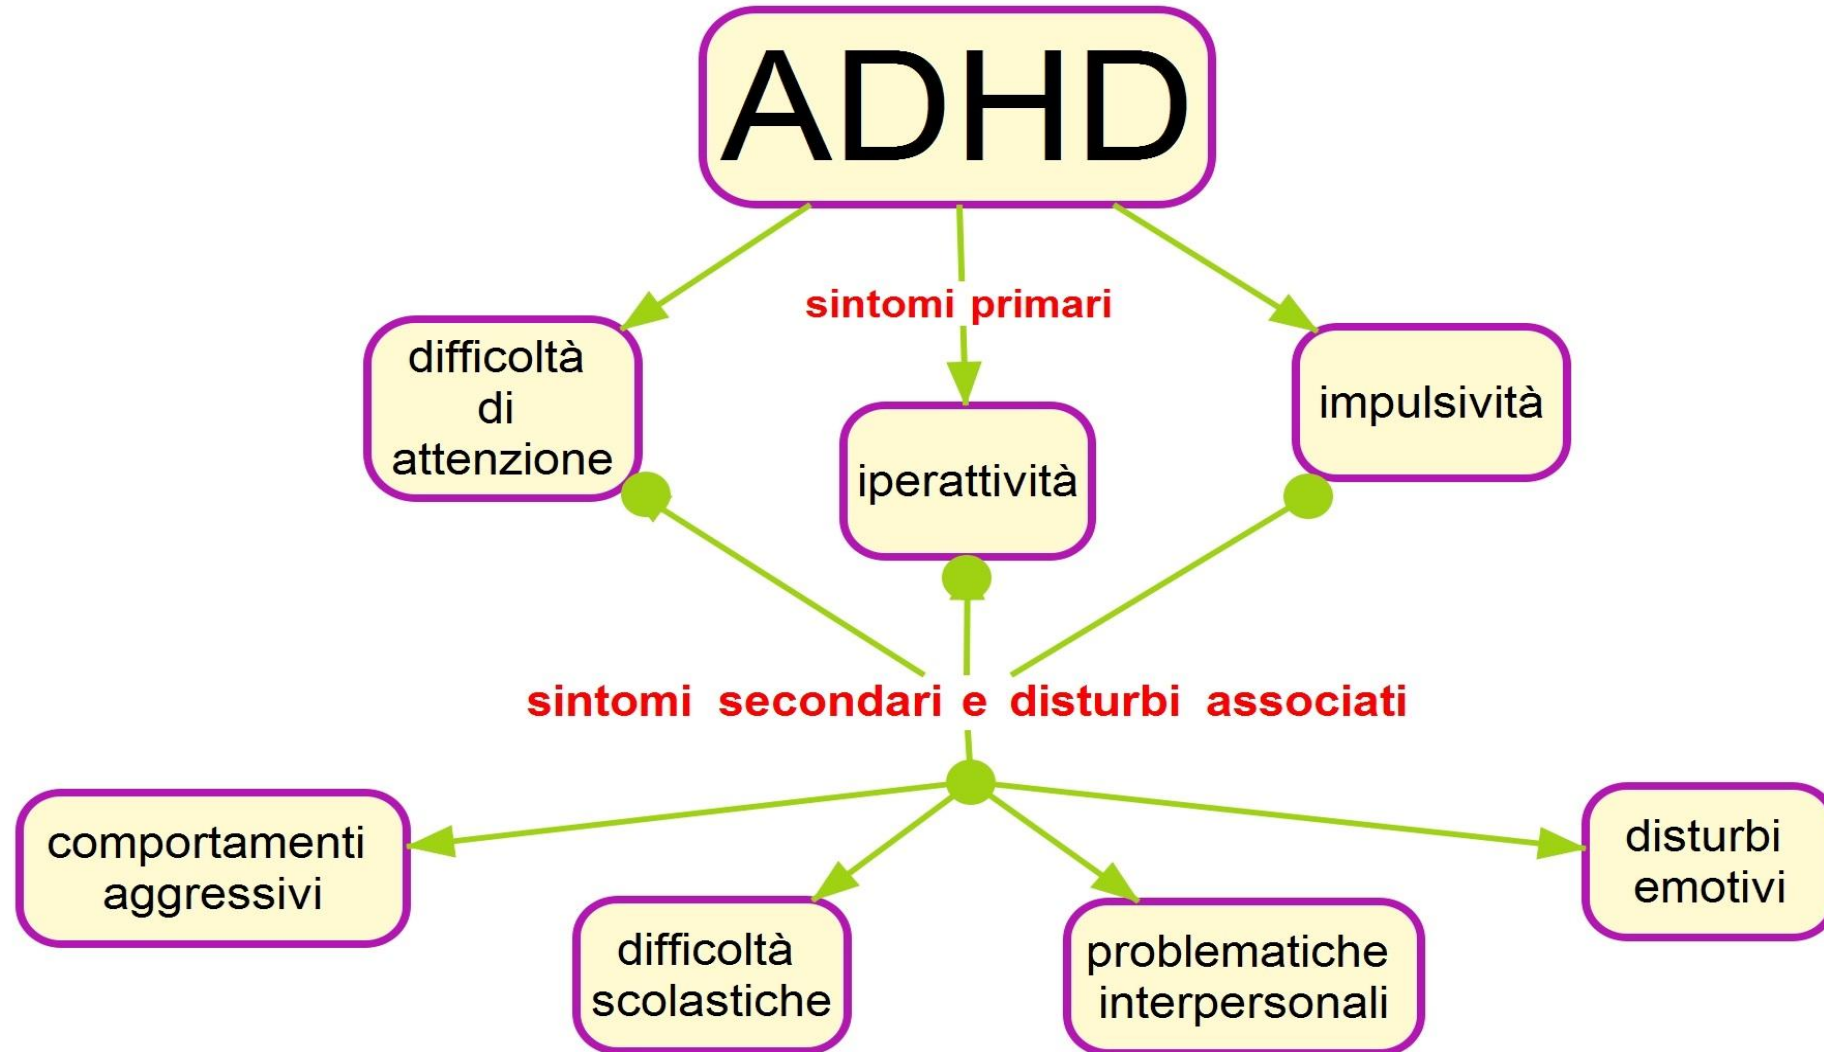 ADHD
sintomi primari
difficoltà
di
attenzione
iperattività
impulsività
sintomi secondari e disturbi associati
comportamenti
aggressivi
difficoltà
scolastiche
problematiche
interpersonali
disturbi
emotivi